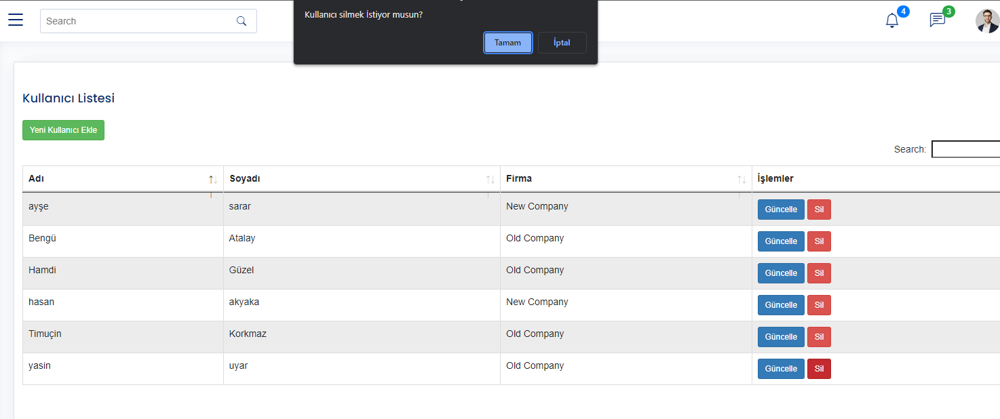 Kullanıcı silmek İstiyor musun?
Search
4
3
Tamam İptal
Kullanıcı Listesi
Yeni Kullanıcı Ekle
Search:
Adı Soyadı Firma İşlemler
ayşe sarar New Company Güncelle Sil
Bengü Atalay Old Company Güncelle Sil
Hamdi Güzel Old Company Güncelle Sil
hasan akyaka New Company Güncelle Sil
Timuçin Korkmaz Old Company Güncelle Sil
yasin uyar Old Company Güncelle Sil